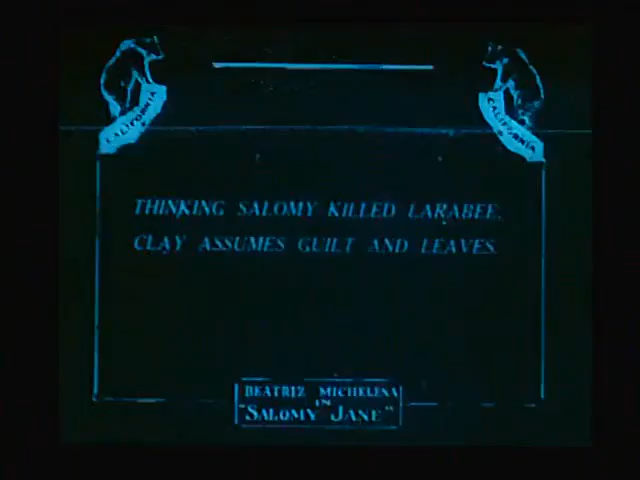 CALIFORNIA
CALIFORNIA
THINKING SALOMY KILLED LARABEE,
CLAY ASSUMES GUILT AND LEAVES.
BEATRIZ MICHELENA
IN
"SALOMY JANE"